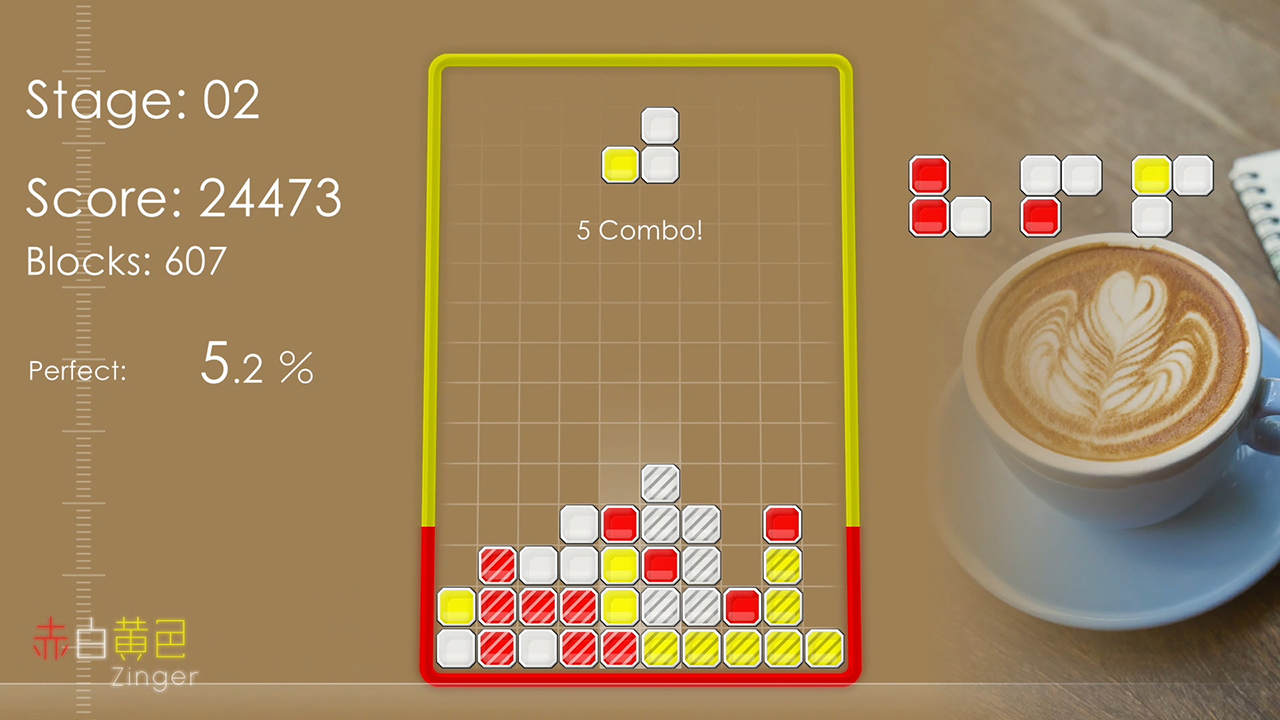 Stage: 02
Score: 24473
Blocks: 607
Perfect: 5.2 %
5 Combo!
赤白黄色
Zinger